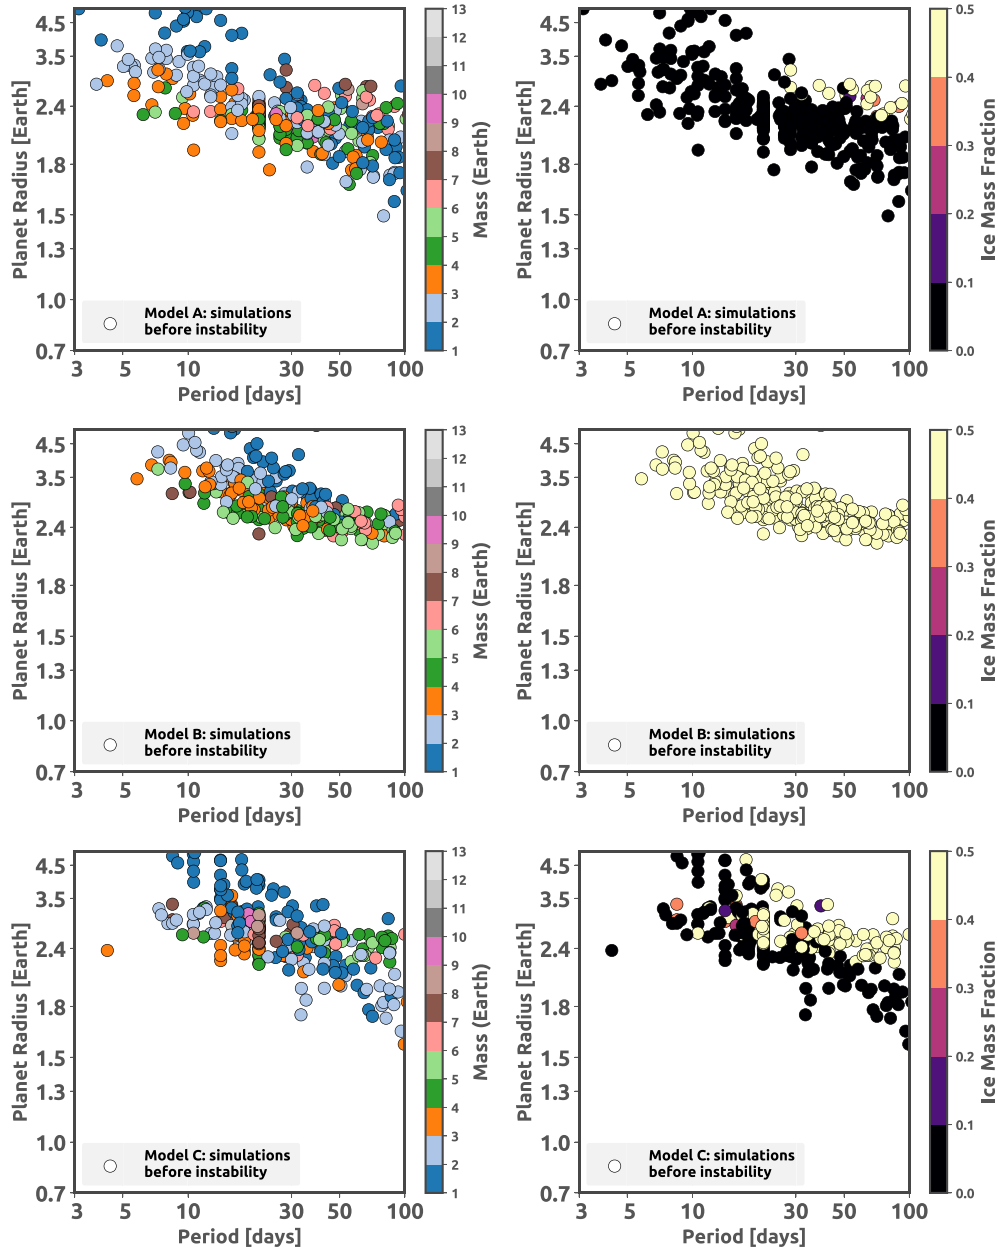 4.5
3.5
2.4
1.8
1.5
1.3
1.0
0.7
Planet Radius [Earth]
Model A: simulations
before instability
3 5 10 30 50 100
Period [days]
13
12
11
10
9
8
7
6
5
4
3
2
1
Mass (Earth)
4.5
3.5
2.4
1.8
1.5
1.3
1.0
0.7
Planet Radius [Earth]
Model A: simulations
before instability
3 5 10 30 50 100
Period [days]
0.5
0.4
0.3
0.2
0.1
0.0
Ice Mass Fraction
4.5
3.5
2.4
1.8
1.5
1.3
1.0
0.7
Planet Radius [Earth]
Model B: simulations
before instability
3 5 10 30 50 100
Period [days]
13
12
11
10
9
8
7
6
5
4
3
2
1
Mass (Earth)
4.5
3.5
2.4
1.8
1.5
1.3
1.0
0.7
Planet Radius [Earth]
Model B: simulations
before instability
3 5 10 30 50 100
Period [days]
0.5
0.4
0.3
0.2
0.1
0.0
Ice Mass Fraction
4.5
3.5
2.4
1.8
1.5
1.3
1.0
0.7
Planet Radius [Earth]
Model C: simulations
before instability
3 5 10 30 50 100
Period [days]
13
12
11
10
9
8
7
6
5
4
3
2
1
Mass (Earth)
4.5
3.5
2.4
1.8
1.5
1.3
1.0
0.7
Planet Radius [Earth]
Model C: simulations
before instability
3 5 10 30 50 100
Period [days]
0.5
0.4
0.3
0.2
0.1
0.0
Ice Mass Fraction